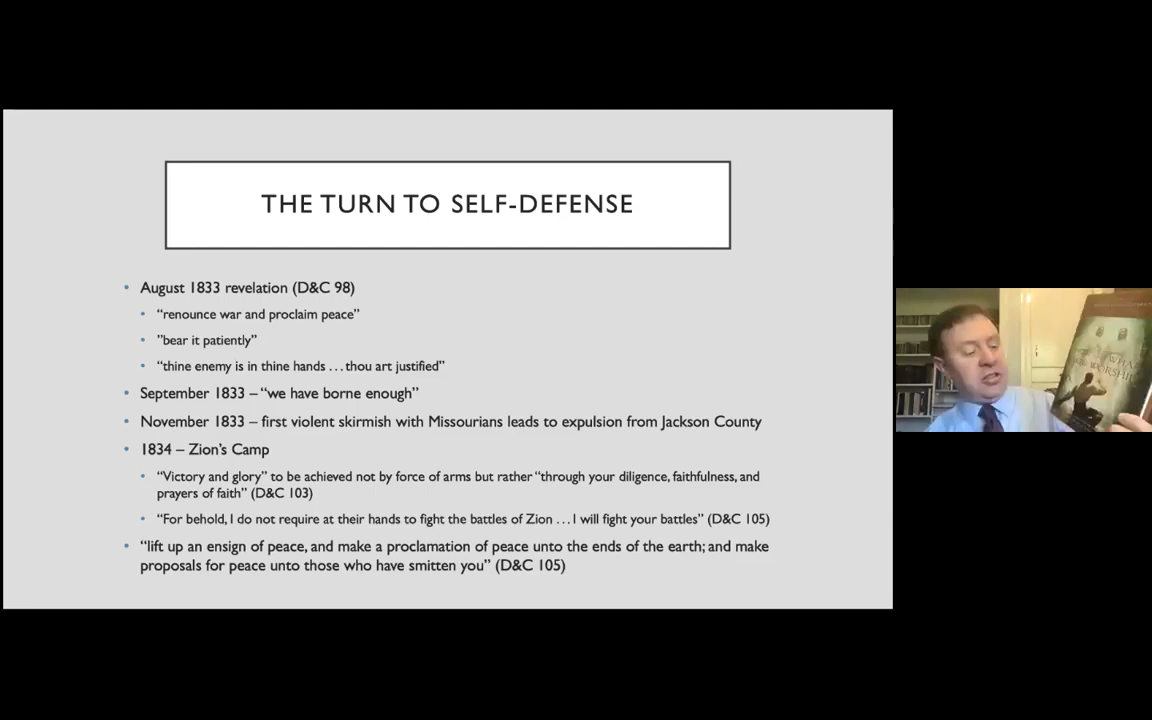 THE TURN TO SELF-DEFENSE
• August 1833 revelation (D&C 98)
• “renounce war and proclaim peace”
• ”bear it patiently”
• “thine enemy is in thine hands . . . thou art justified”
• September 1833 – “we have borne enough”
• November 1833 – first violent skirmish with Missourians leads to expulsion from Jackson County
• 1834 – Zion’s Camp
• “Victory and glory” to be achieved not by force of arms but rather “through your diligence, faithfulness, and
prayers of faith” (D&C 103)
• “For behold, I do not require at their hands to fight the battles of Zion . . . I will fight your battles” (D&C 105)
• “lift up an ensign of peace, and make a proclamation of peace unto the ends of the earth; and make
proposals for peace unto those who have smitten you” (D&C 105)
WORSHIP